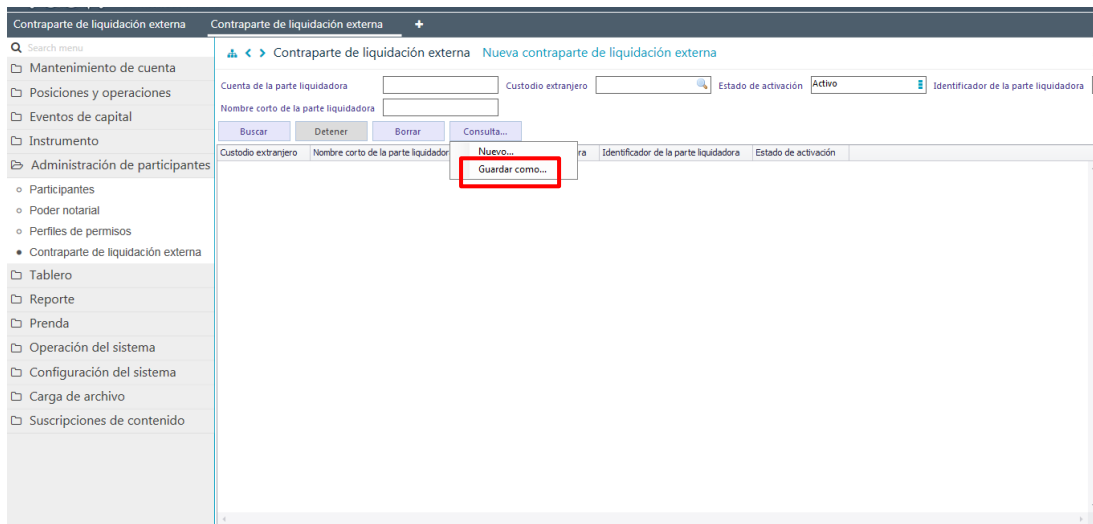 Contraparte de liquidación externa Contraparte de liquidación externa +
Search menu
Mantenimiento de cuenta
Posiciones y operaciones
Eventos de capital
Instrumento
Administración de participantes
Participantes
Poder notarial
Perfiles de permisos
Contraparte de liquidación externa
Tablero
Reporte
Prenda
Operación del sistema
Configuración del sistema
Carga de archivo
Suscripciones de contenido
Contraparte de liquidación externa Nueva contraparte de liquidación externa
Cuenta de la parte liquidadora Custodio extranjero Estado de activación Activo Identificador de la parte liquidadora
Nombre corto de la parte liquidadora
Buscar Detener Borrar Consulta...
Custodio extranjero Nombre corto de la parte liquidador ra Identificador de la parte liquidadora Estado de activación
Nuevo...
Guardar como...